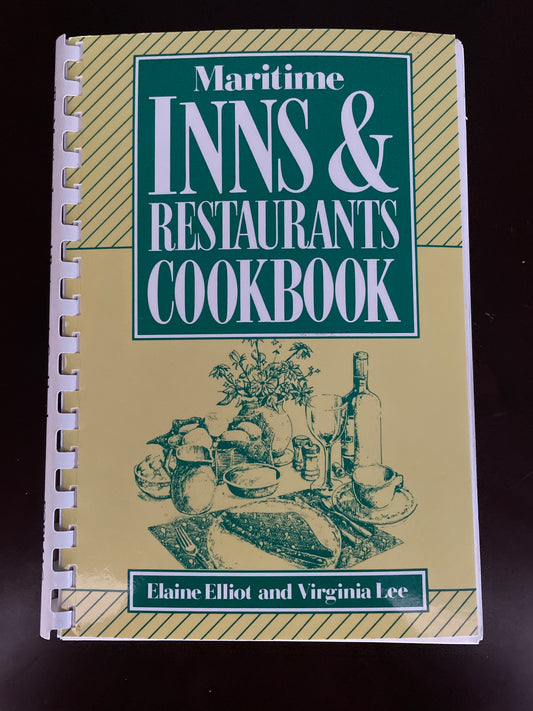 Maritime
INNS &
RESTAURANTS
COOKBOOK
Elaine Elliot and Virginia Lee